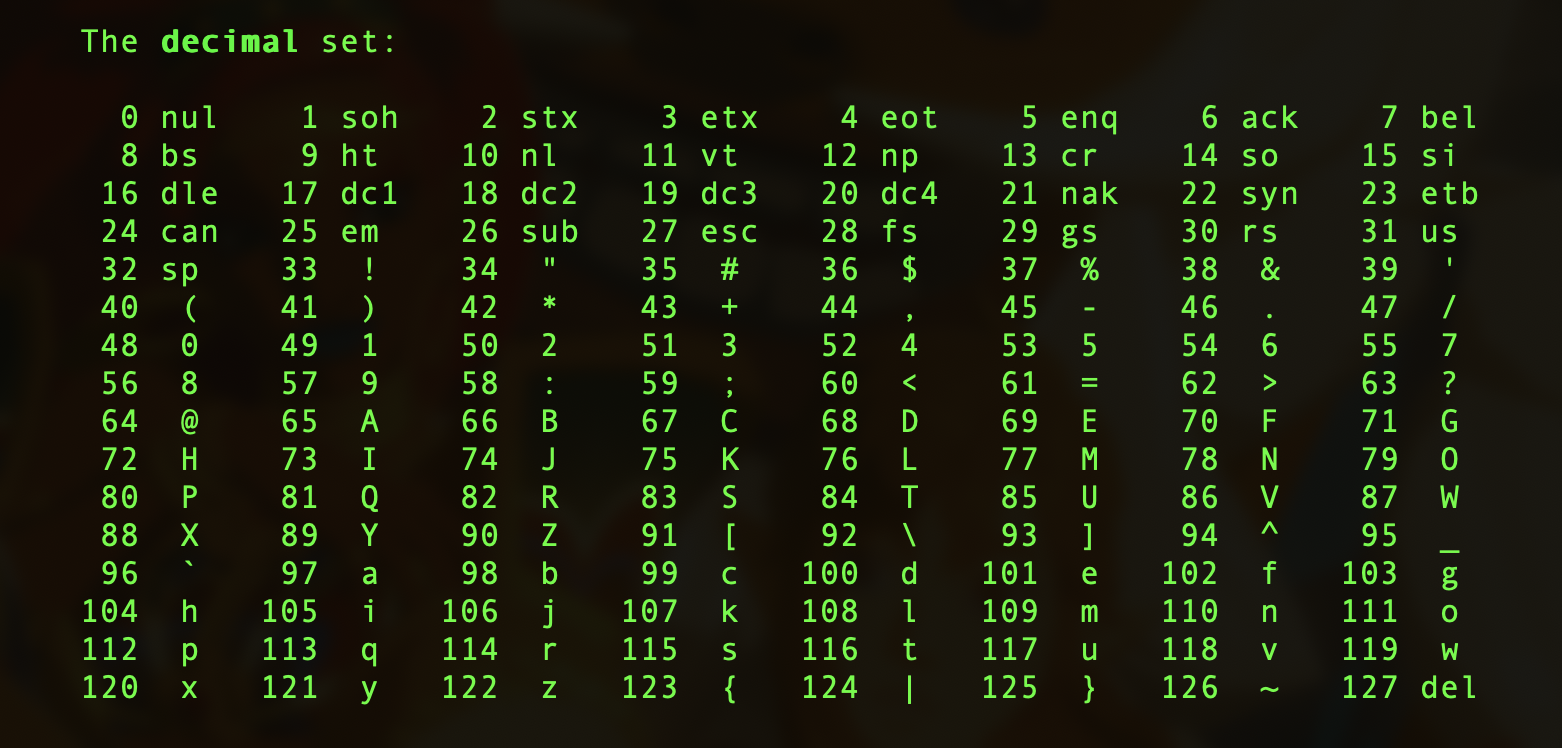 The decimal set:
0 nul 1 soh 2 stx 3 etx 4 eot 5 enq 6 ack 7 bel
8 bs 9 ht 10 nl 11 vt 12 np 13 cr 14 so 15 si
16 dle 17 dc1 18 dc2 19 dc3 20 dc4 21 nak 22 syn 23 etb
24 can 25 em 26 sub 27 esc 28 fs 29 gs 30 rs 31 us
32 sp 33 ! 34 " 35 # 36 $ 37 % 38 & 39 '
40 ( 41 ) 42 * 43 + 44 , 45 - 46 . 47 /
48 0 49 1 50 2 51 3 52 4 53 5 54 6 55 7
56 8 57 9 58 : 59 ; 60 < 61 = 62 > 63 ?
64 @ 65 A 66 B 67 C 68 D 69 E 70 F 71 G
72 H 73 I 74 J 75 K 76 L 77 M 78 N 79 O
80 P 81 Q 82 R 83 S 84 T 85 U 86 V 87 W
88 X 89 Y 90 Z 91 [ 92 \ 93 ] 94 ^ 95 _
96 ` 97 a 98 b 99 c 100 d 101 e 102 f 103 g
104 h 105 i 106 j 107 k 108 l 109 m 110 n 111 o
112 p 113 q 114 r 115 s 116 t 117 u 118 v 119 w
120 x 121 y 122 z 123 { 124 | 125 } 126 ~ 127 del